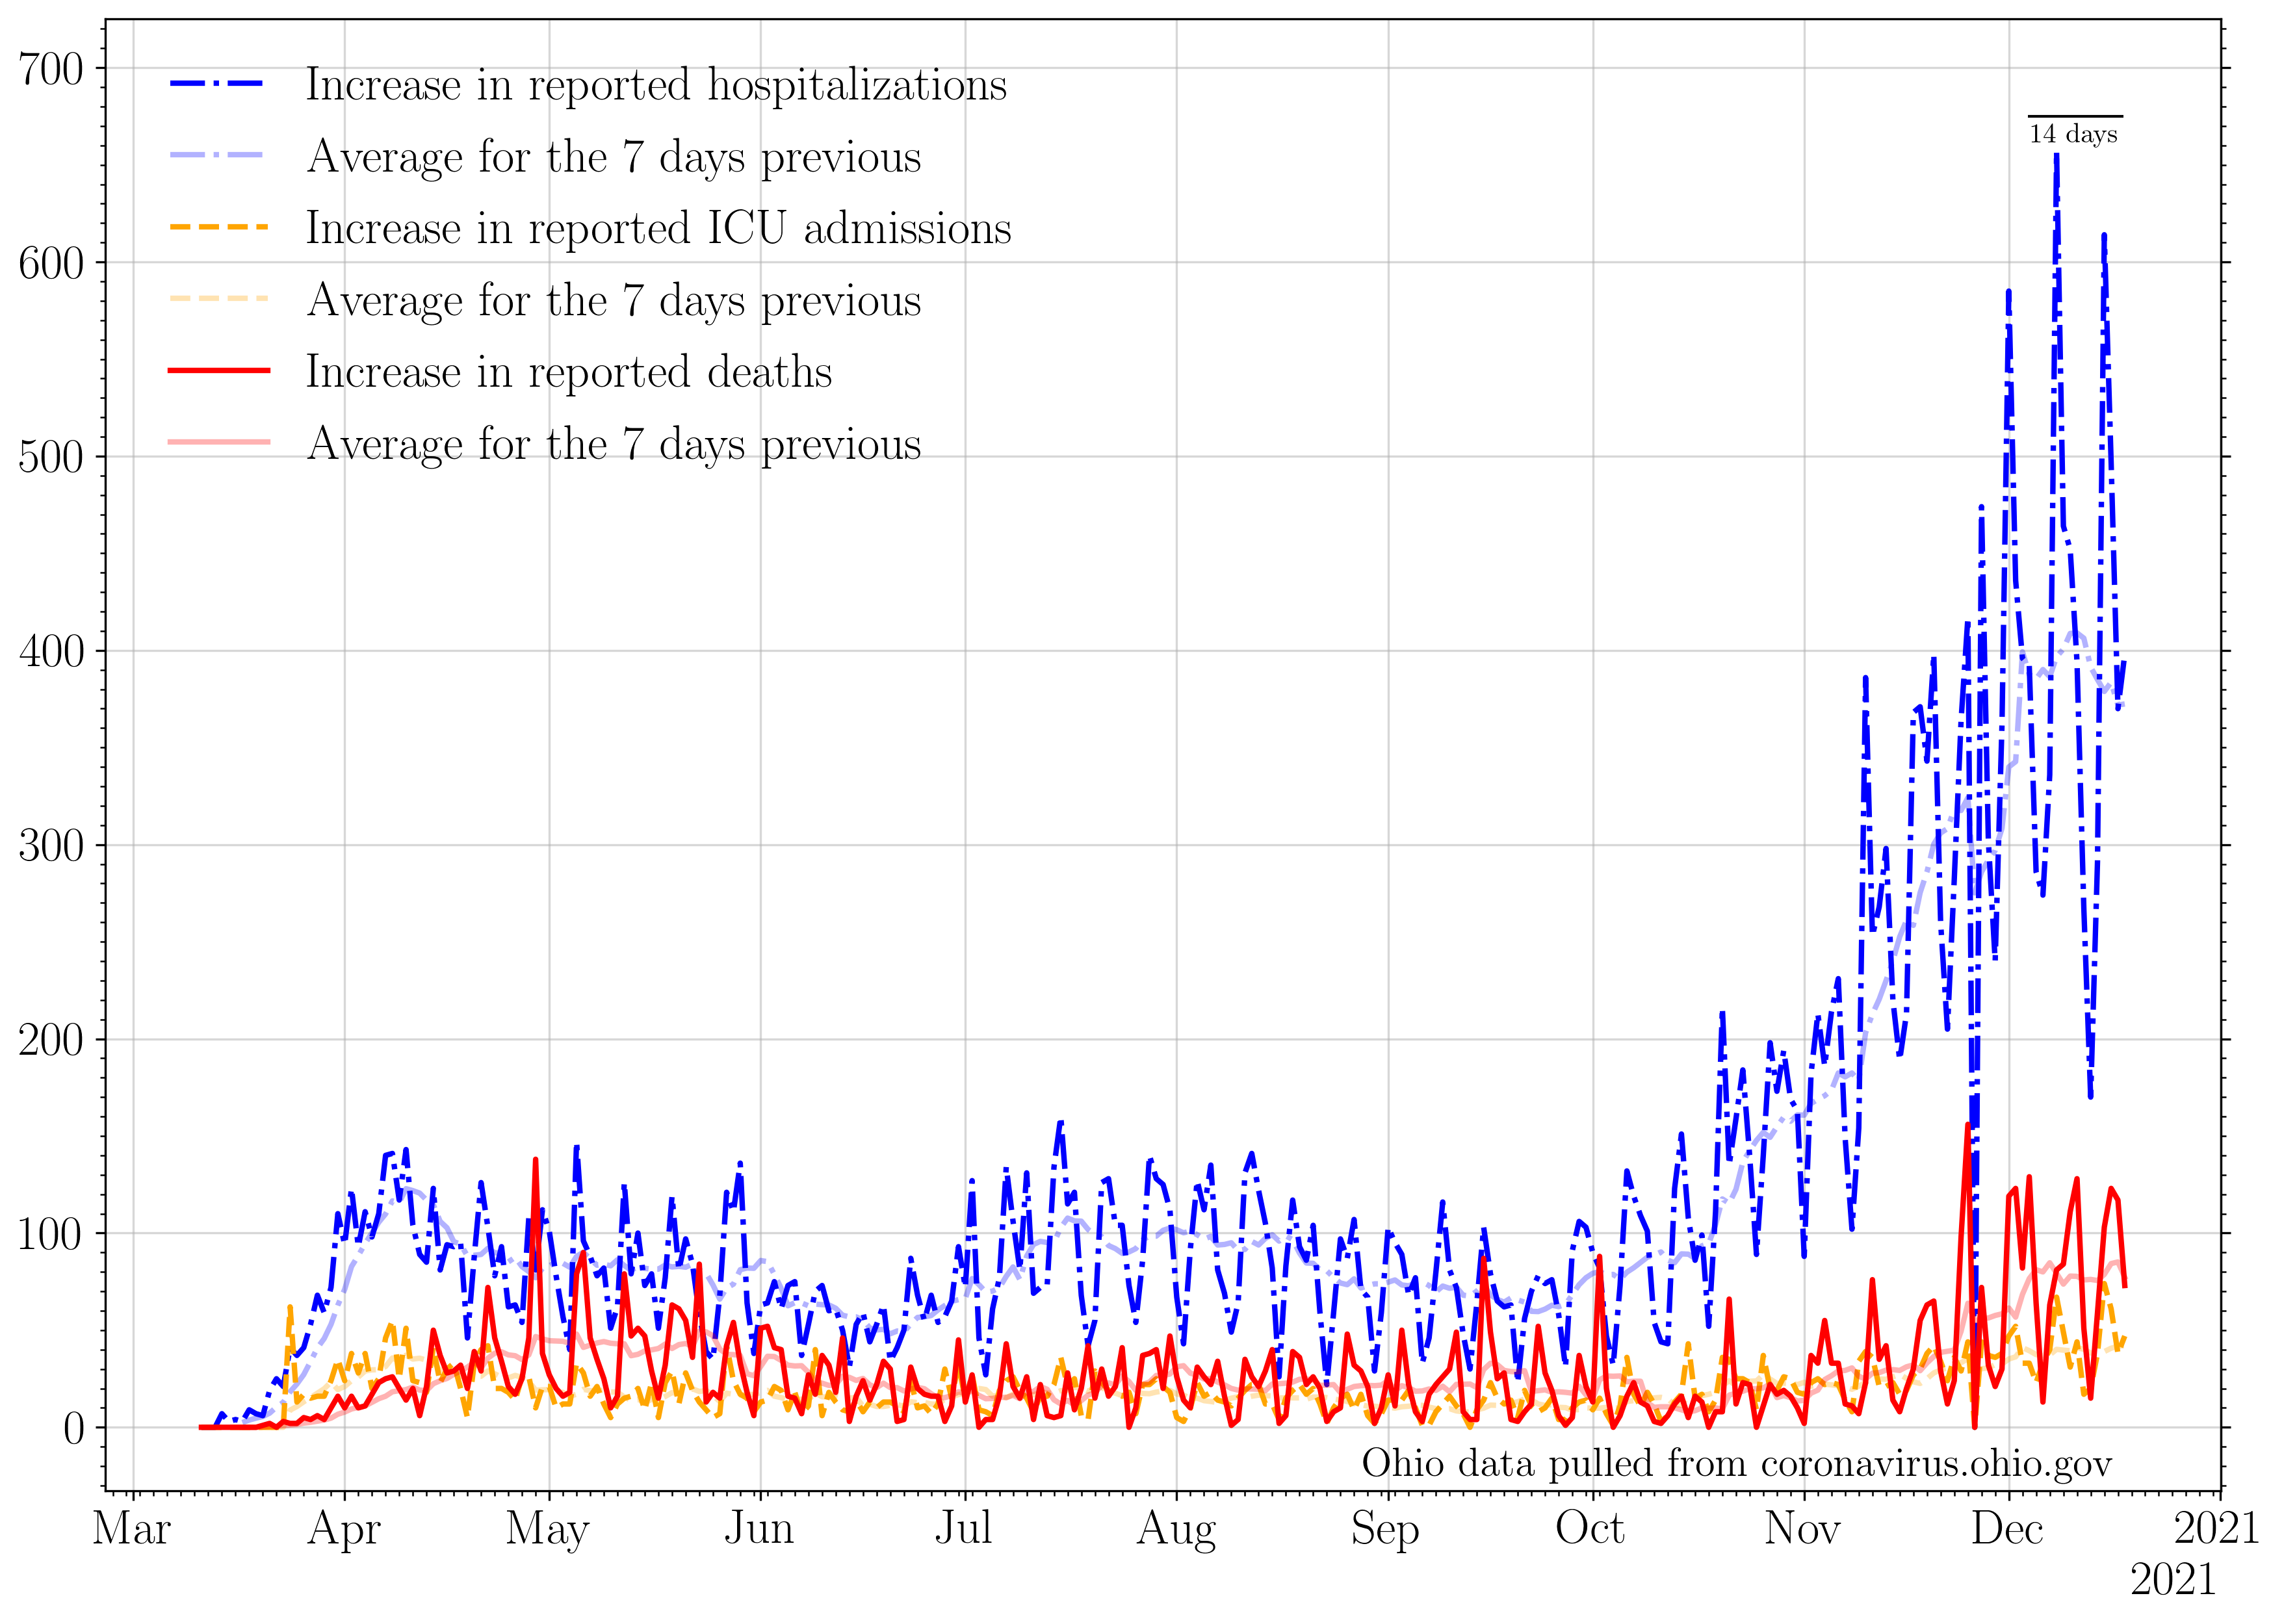 700
600
500
400
300
200
100
0
Increase in reported hospitalizations
Average for the 7 days previous
Increase in reported ICU admissions
Average for the 7 days previous
Increase in reported deaths
Average for the 7 days previous
14 days
Ohio data pulled from coronavirus.ohio.gov
Mar Apr May Jun Jul Aug Sep Oct Nov Dec 2021
2021